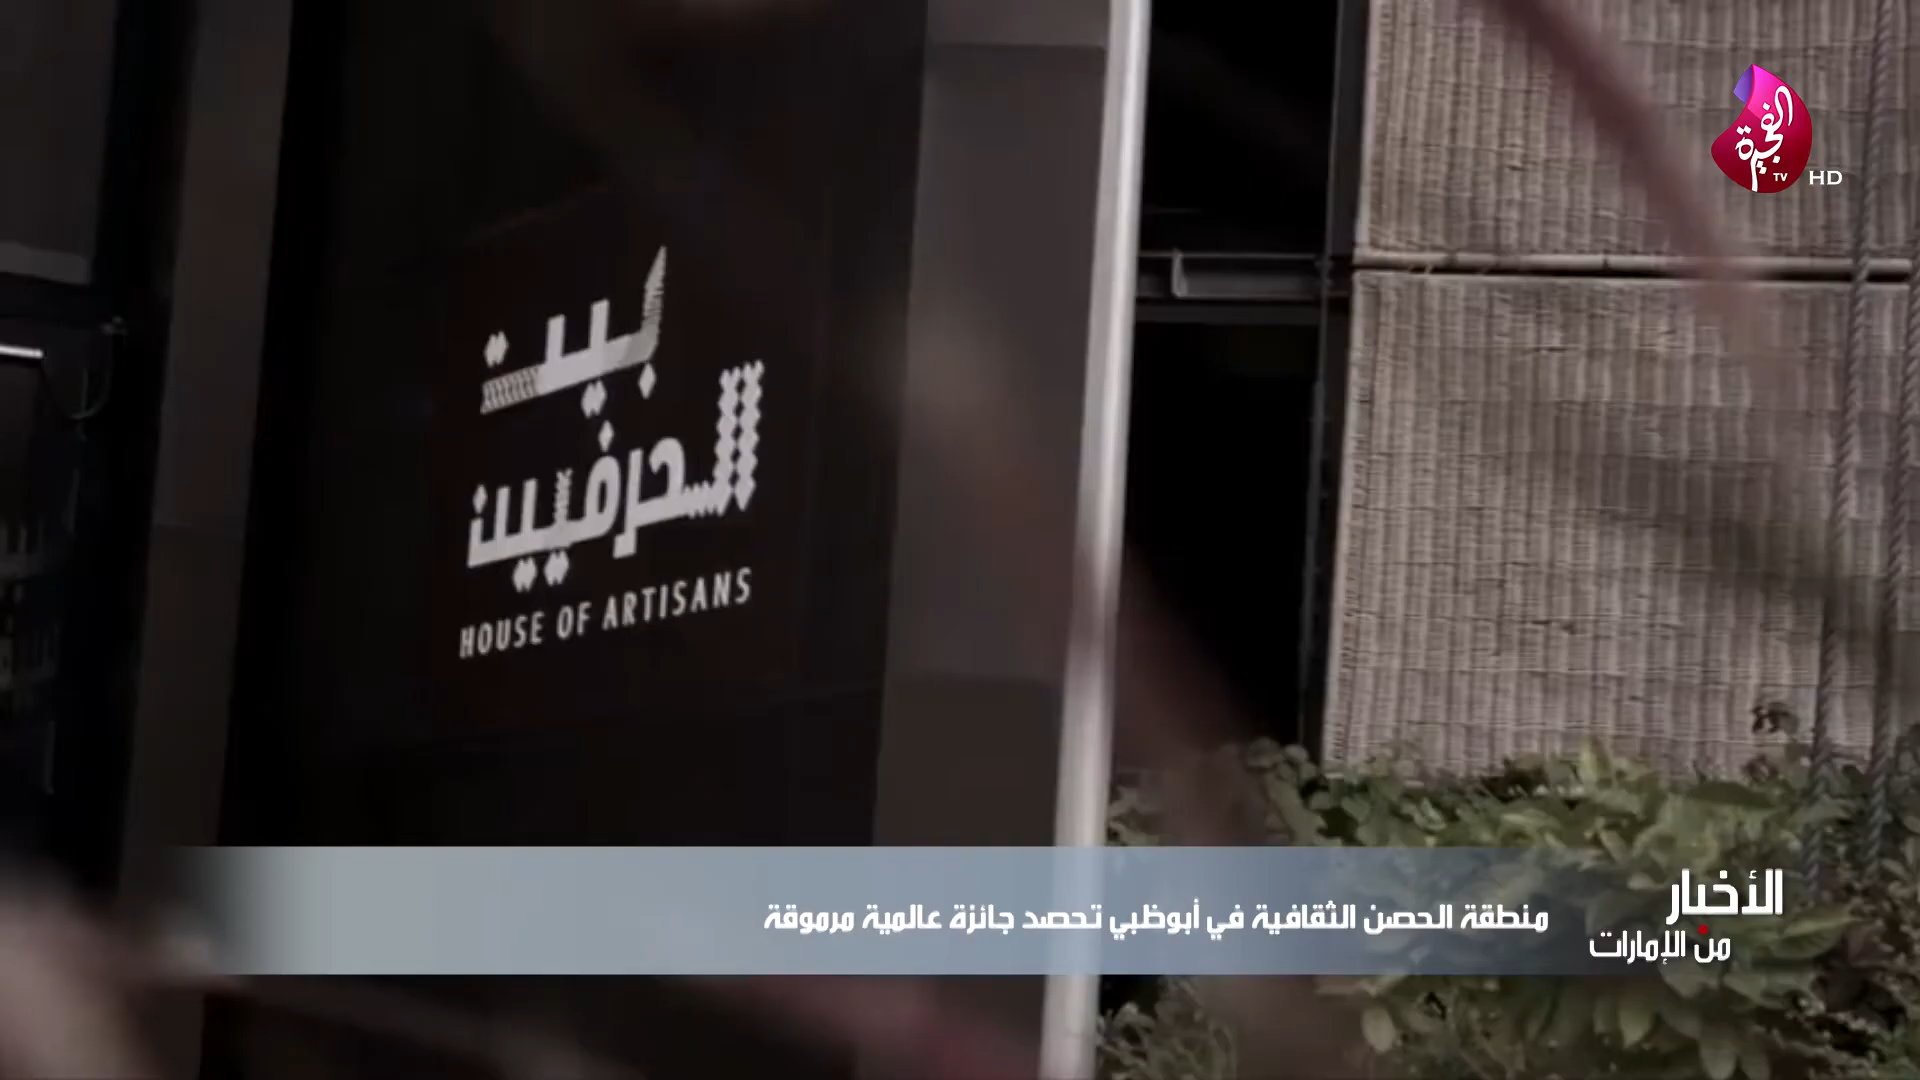 الفجيرة
TV HD
بيت
الحرفيين
HOUSE OF ARTISANS
الأخبار
من الإمارات
منطقة الحصن الثقافية في أبوظبي تحصد جائزة عالمية مرموقة